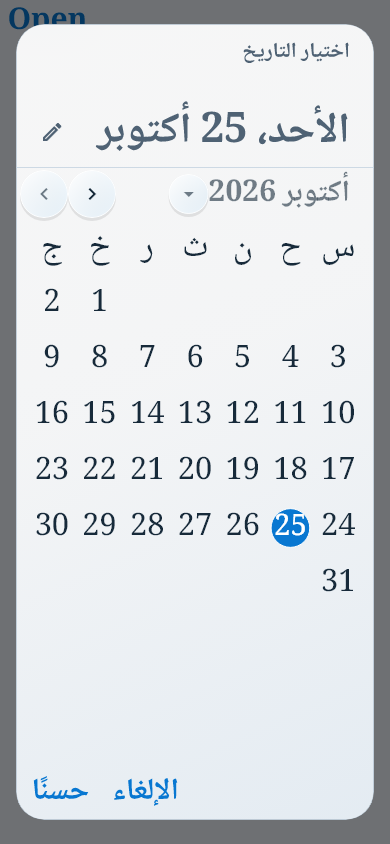 Open
اختيار التاريخ
الأحد، 25 أكتوبر
أكتوبر 2026
س ح ن ث ر خ ج
1 2
3 4 5 6 7 8 9
10 11 12 13 14 15 16
17 18 19 20 21 22 23
24 25 26 27 28 29 30
31
الإلغاء حسنًا